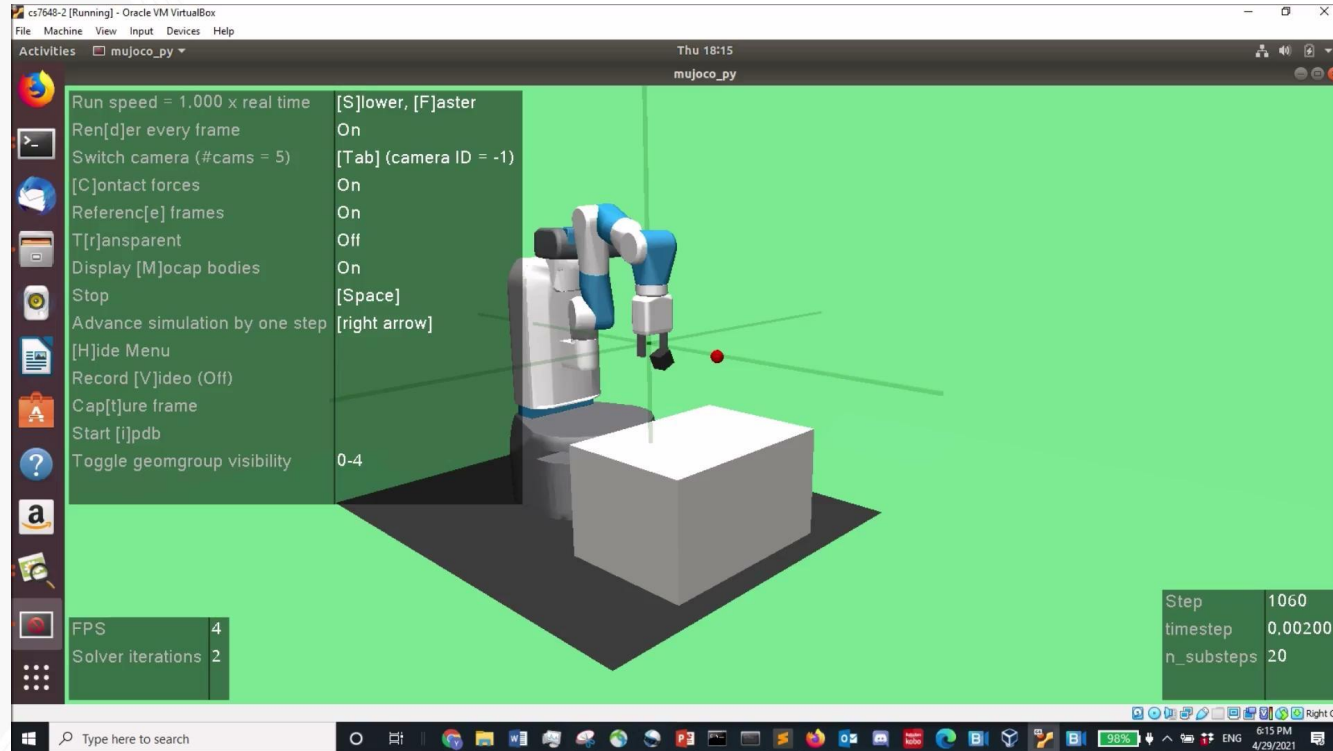 cs7648-2 [Running] - Oracle VM VirtualBox
File Machine View Input Devices Help
Activities mujoco_py Thu 18:15
mujoco_py
Run speed = 1.000 x real time [S]lower, [F]aster
Ren[d]er every frame On
Switch camera (#cams = 5) [Tab] (camera ID = -1)
[C]ontact forces On
Referenc[e] frames On
T[r]ansparent Off
Display [M]ocap bodies On
Stop [Space]
Advance simulation by one step [right arrow]
[H]ide Menu
Record [V]ideo (Off)
Cap[t]ure frame
Start [i]pdb
Toggle geomgroup visibility 0-4
FPS 4
Solver iterations 2
Step 1060
timestep 0.00200
n_substeps 20
Right C
Type here to search 98% ENG 6:15 PM
4/29/2021